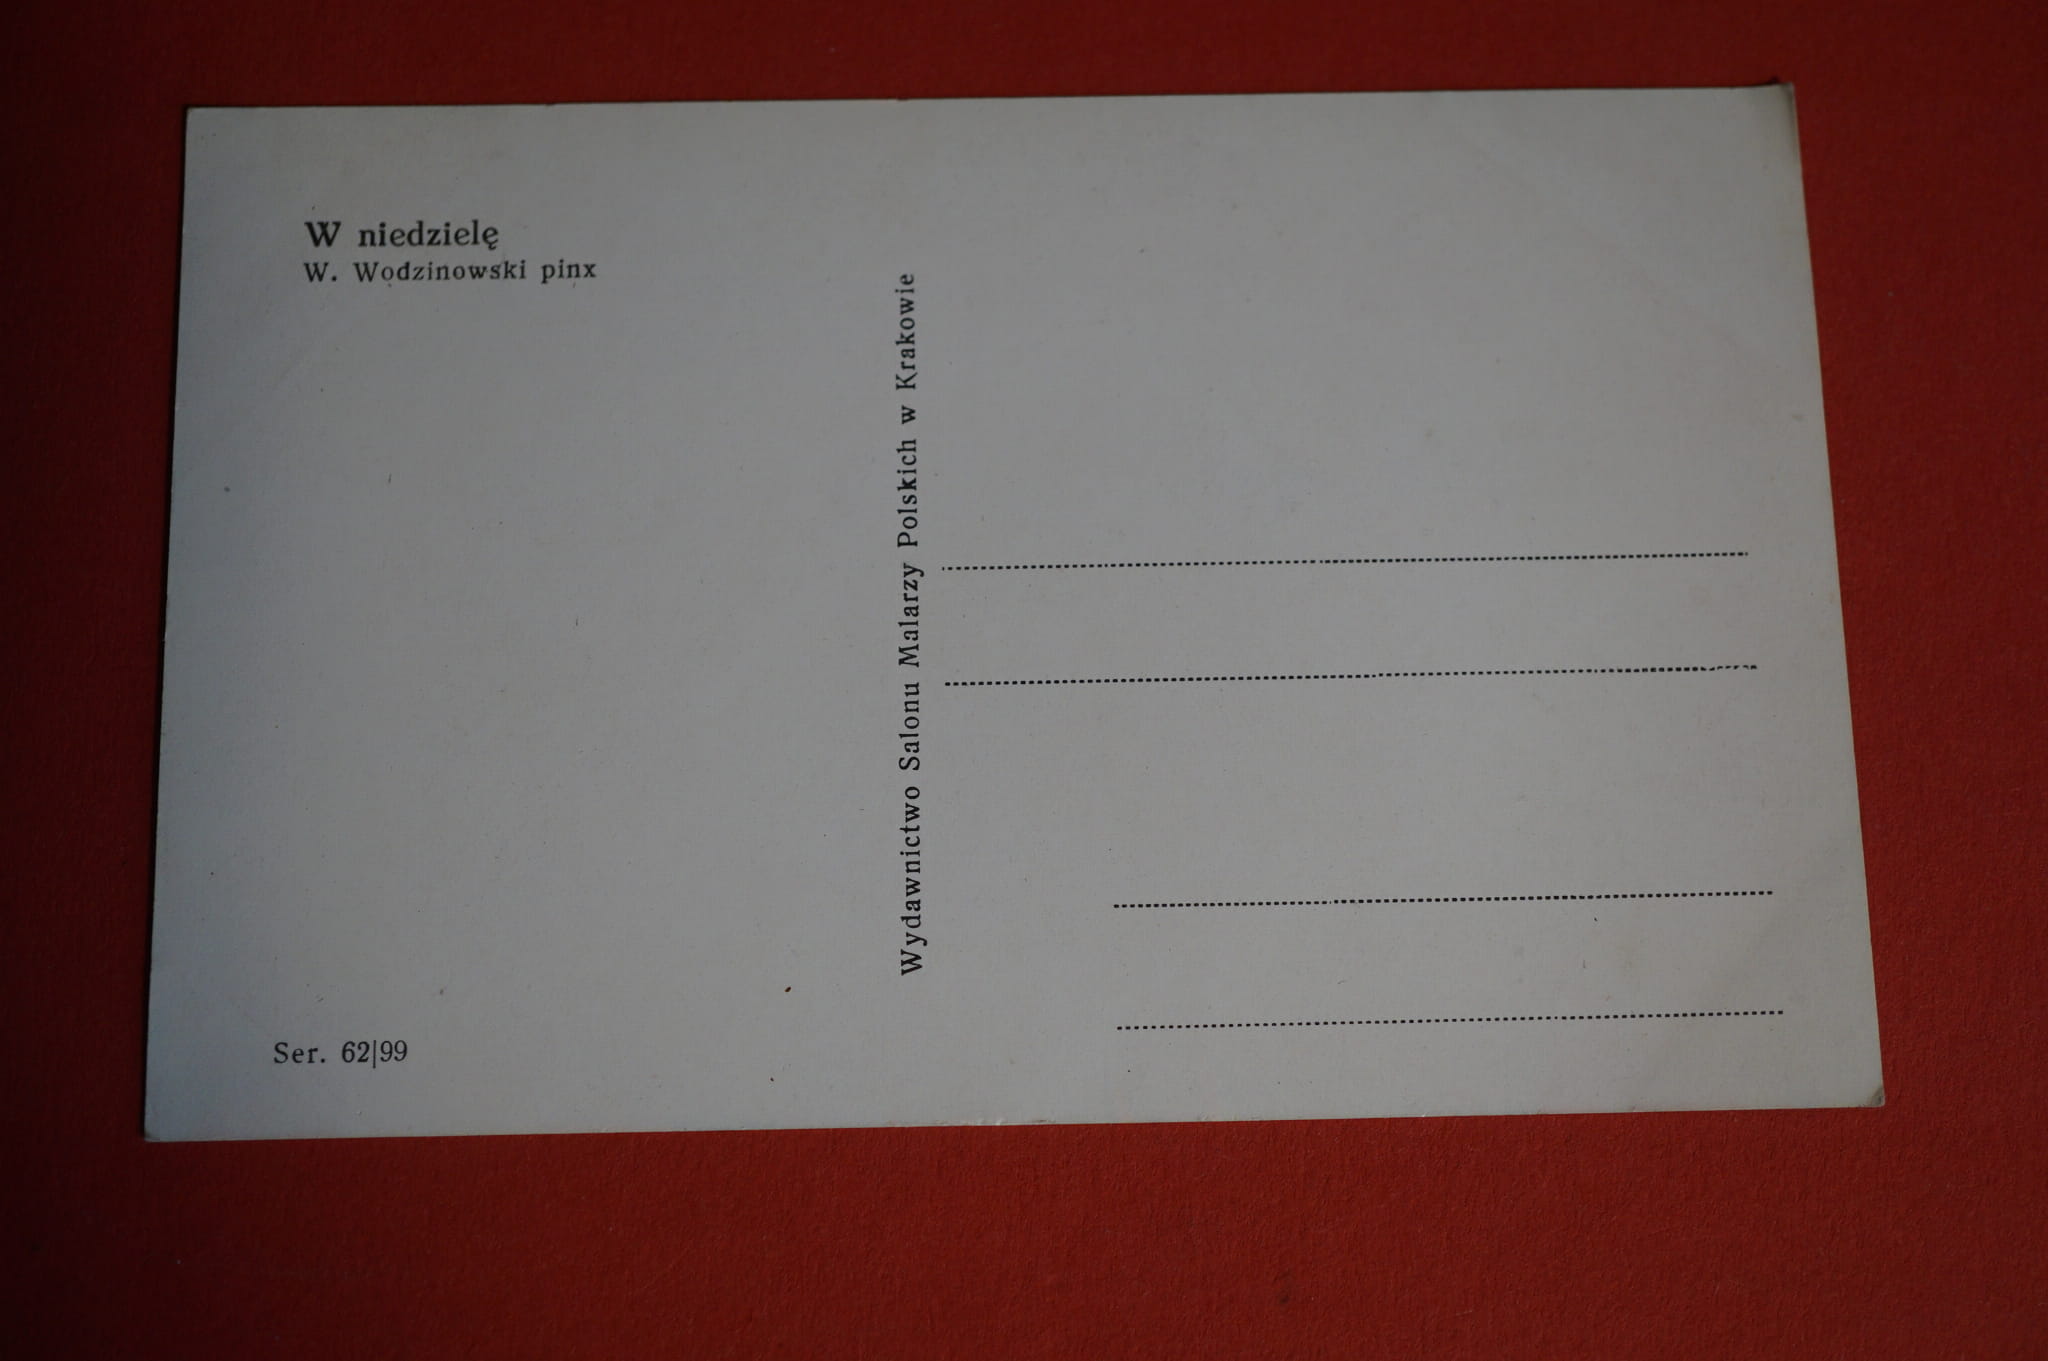 W niedzielę
W. Wodzinowski pinx
Wydawnictwo Salonu Malarzy Polskich w Krakowie
Ser. 62|99